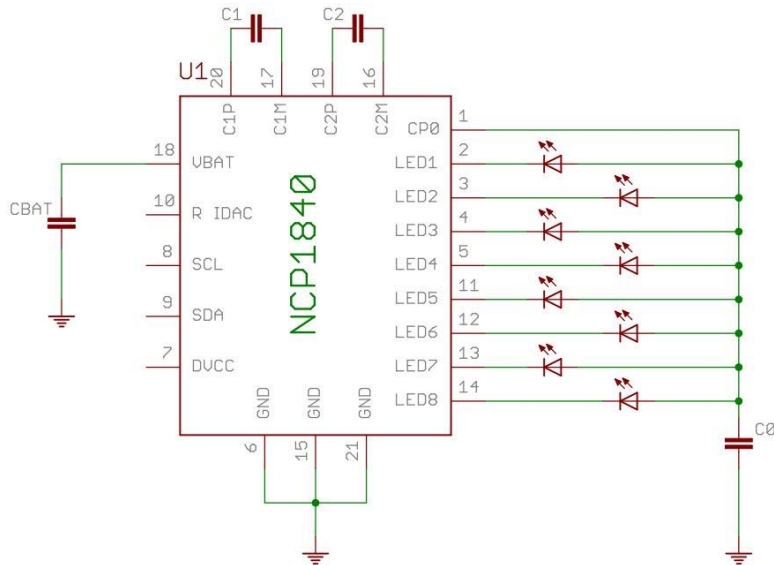 C1
C2
U1
20
17
19
16
C1P
C1M
C2P
C2M
CP0
1
18
VBAT
LED1
2
LED2
3
CBAT
10
R IDAC
NCP1840
LED3
4
8
SCL
LED4
5
LED5
11
9
SDA
LED6
12
7
DVCC
LED7
13
LED8
14
GND
GND
GND
6
15
21
C0